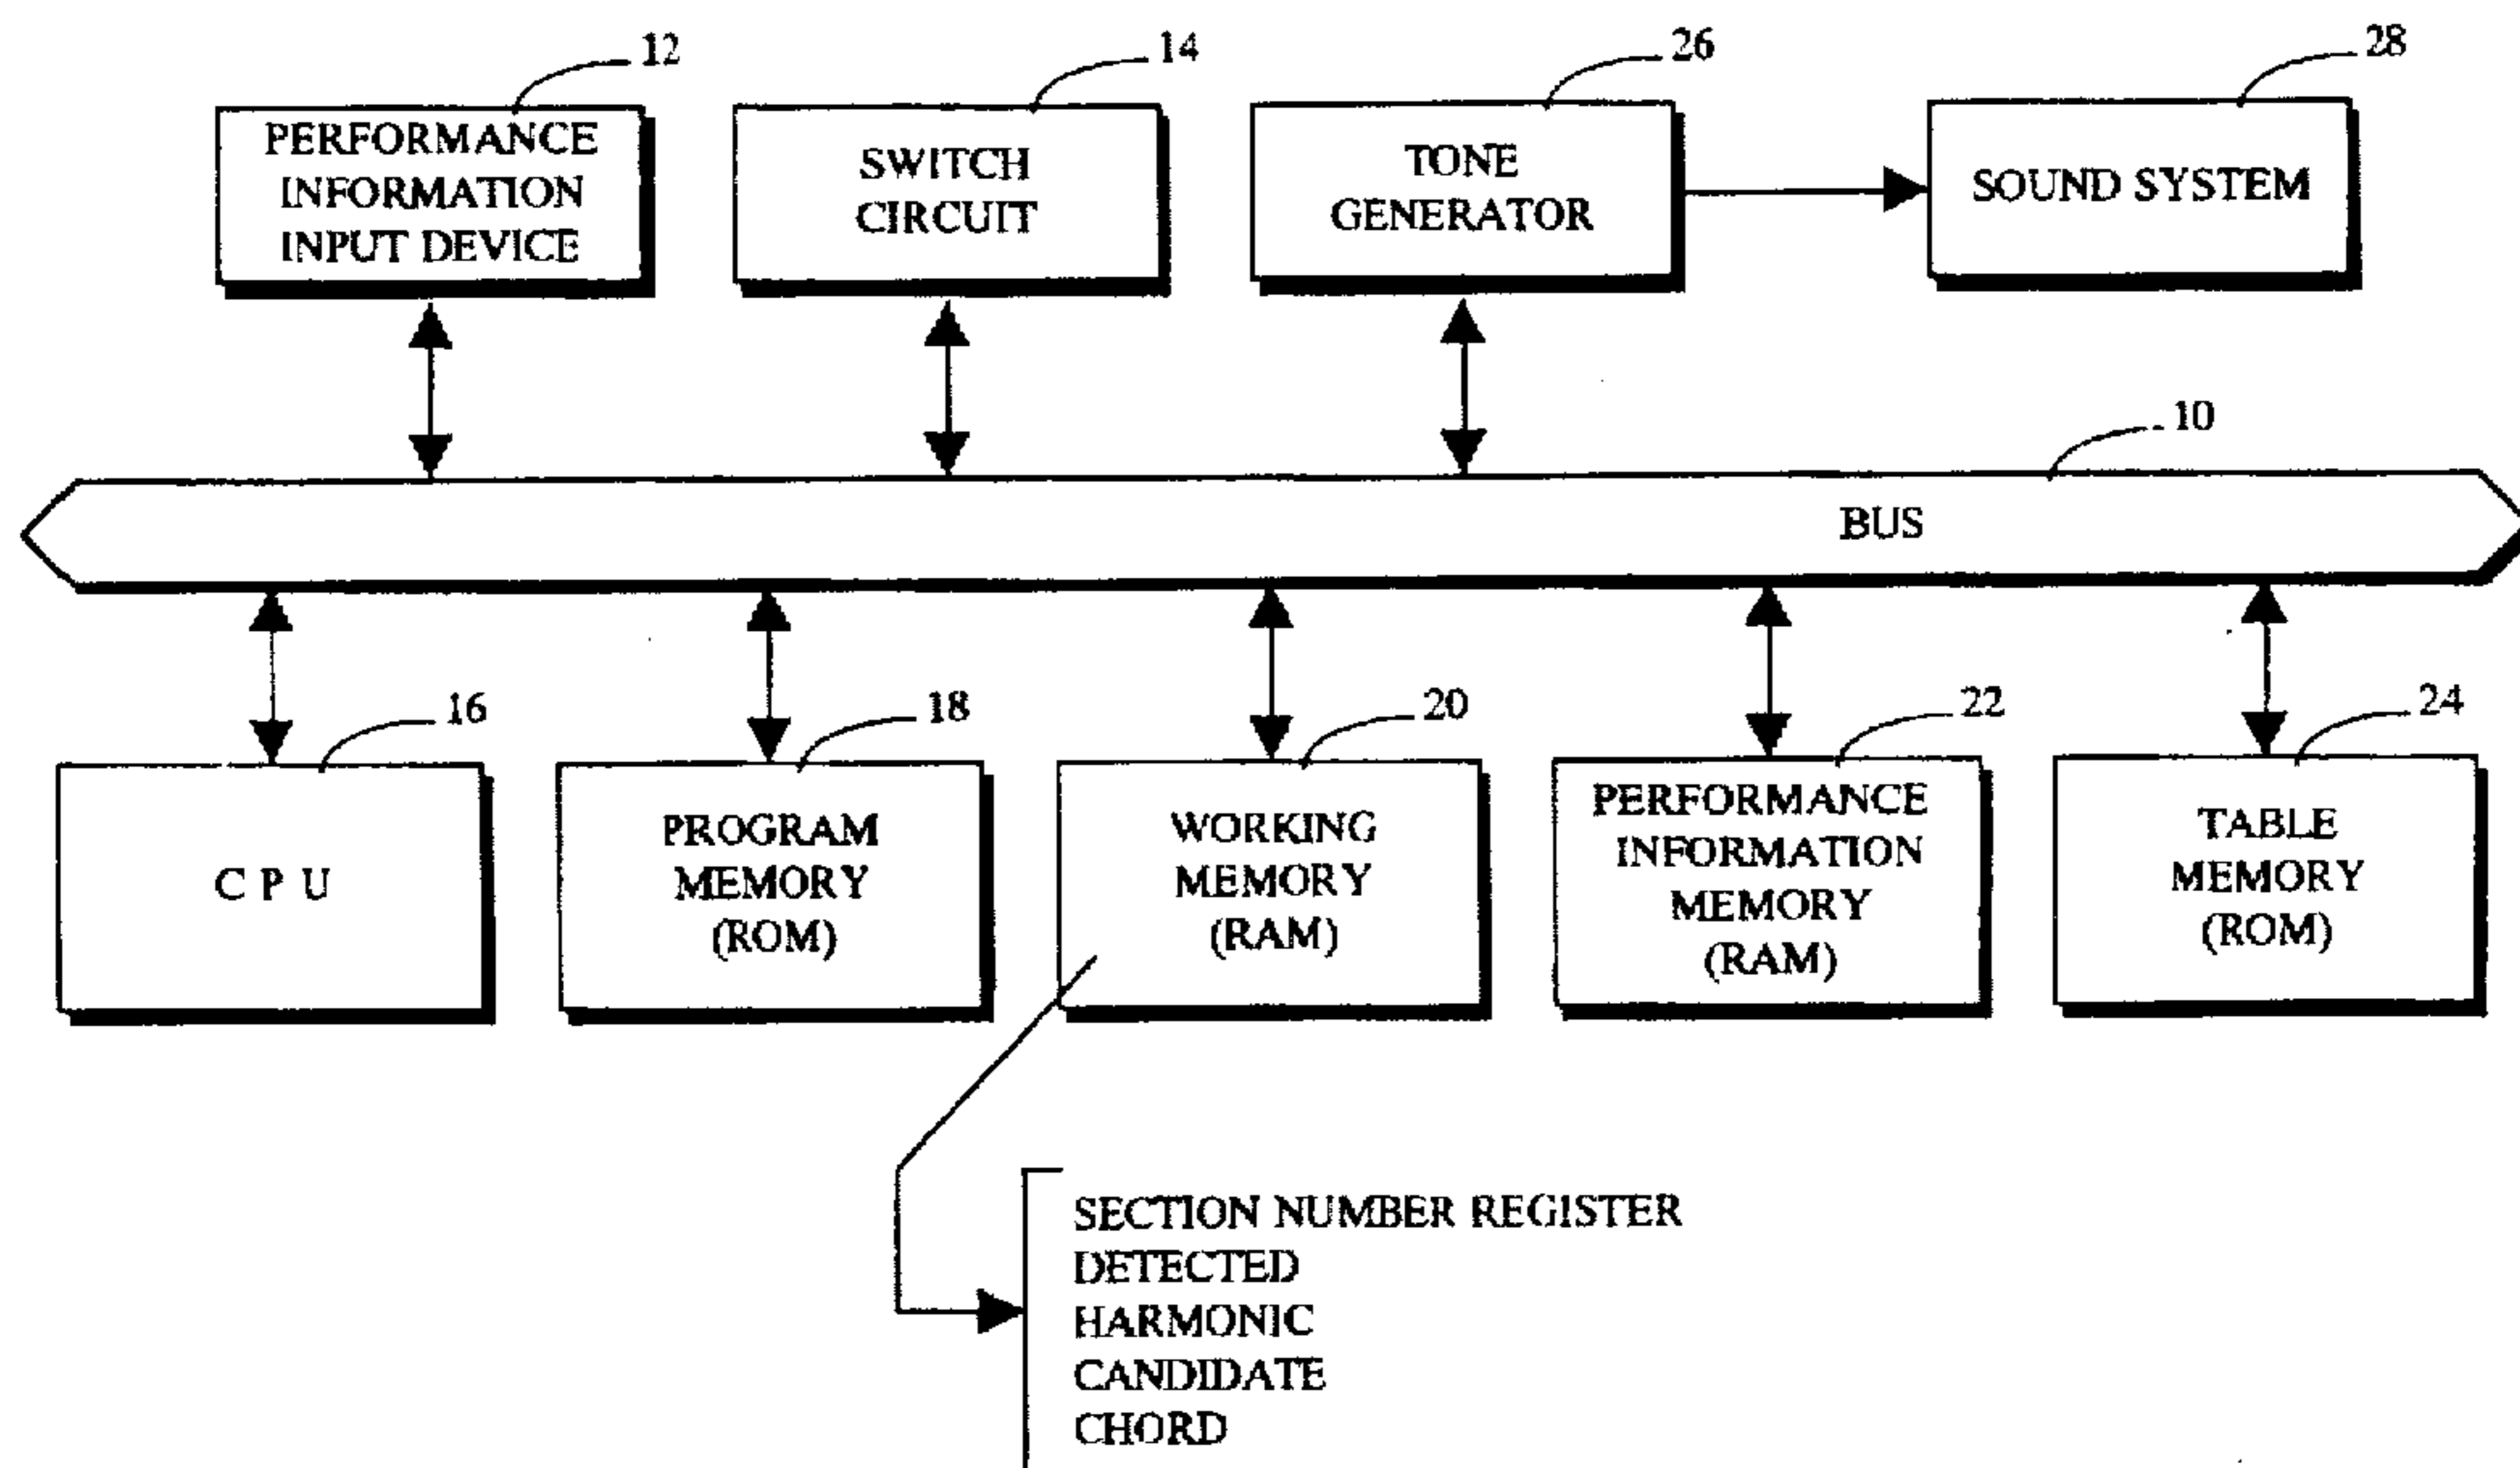 12
14
26
28
PERFORMANCE
INFORMATION
INPUT DEVICE
SWITCH
CIRCUIT
TONE
GENERATOR
SOUND SYSTEM
10
BUS
16
18
20
22
24
C P U
PROGRAM
MEMORY
(ROM)
WORKING
MEMORY
(RAM)
PERFORMANCE
INFORMATION
MEMORY
(RAM)
TABLE
MEMORY
(ROM)
SECTION NUMBER REGISTER
DETECTED
HARMONIC
CANDIDATE
CHORD